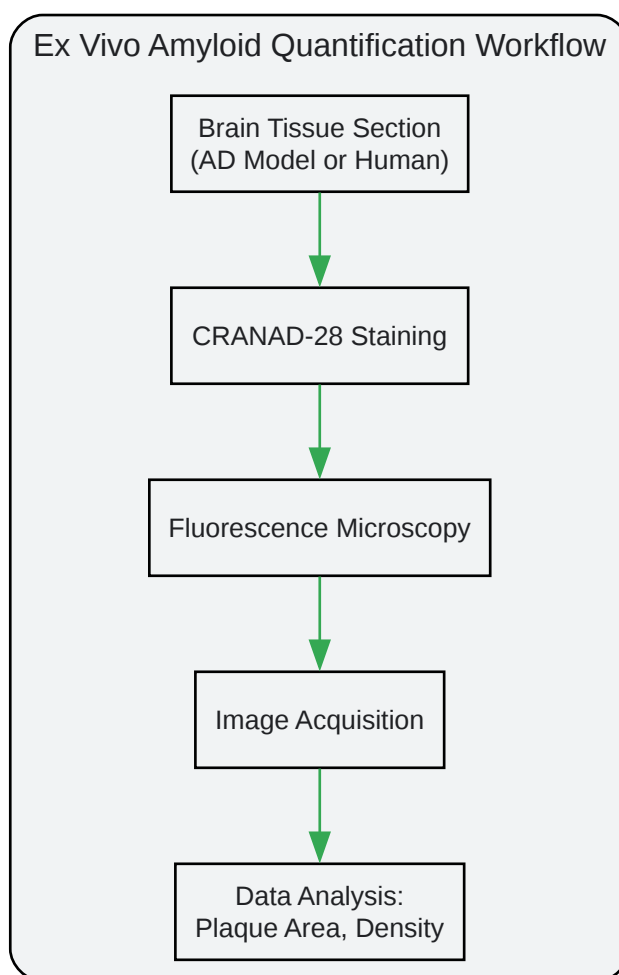 Ex Vivo Amyloid Quantification Workflow
Brain Tissue Section
(AD Model or Human)
CRANAD-28 Staining
Fluorescence Microscopy
Image Acquisition
Data Analysis:
Plaque Area, Density